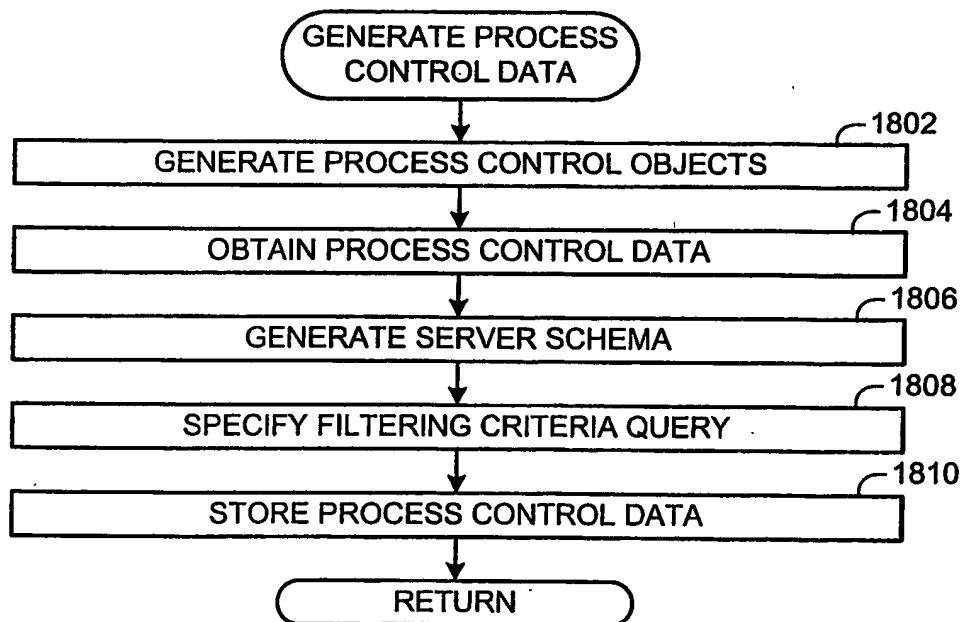 GENERATE PROCESS
CONTROL DATA
1802
GENERATE PROCESS CONTROL OBJECTS
1804
OBTAIN PROCESS CONTROL DATA
1806
GENERATE SERVER SCHEMA
1808
SPECIFY FILTERING CRITERIA QUERY
1810
STORE PROCESS CONTROL DATA
RETURN